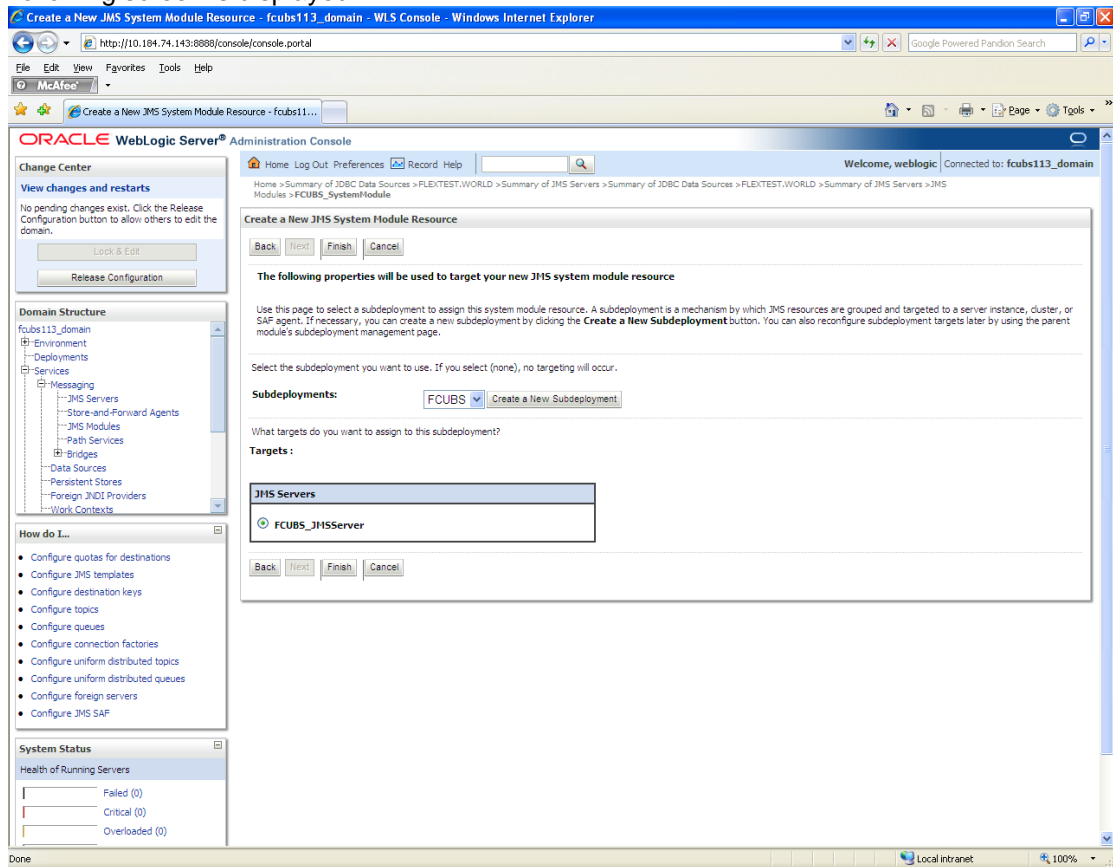 Create a New JMS System Module Resource - fcubs113_domain - WLS Console - Windows Internet Explorer
http://10.184.74.143:8888/console/console.portal
Google Powered Pandion Search
File Edit View Favorites Tools Help
McAfee
Create a New JMS System Module Resource - fcubs11...
Page
Tools
ORACLE WebLogic Server® Administration Console
Change Center
View changes and restarts
No pending changes exist. Click the Release
Configuration button to allow others to edit the
domain.
Lock & Edit
Release Configuration
Domain Structure
fcubs113_domain
Environment
Deployments
Services
Messaging
JMS Servers
Store-and-Forward Agents
JMS Modules
Path Services
Bridges
Data Sources
Persistent Stores
Foreign JNDI Providers
Work Contexts
How do I...
Configure quotas for destinations
Configure JMS templates
Configure destination keys
Configure topics
Configure queues
Configure connection factories
Configure uniform distributed topics
Configure uniform distributed queues
Configure foreign servers
Configure JMS SAF
System Status
Health of Running Servers
Failed (0)
Critical (0)
Overloaded (0)
Home Log Out Preferences Record Help
Welcome, weblogic Connected to: fcubs113_domain
Home >Summary of JDBC Data Sources >FLEXTEST.WORLD >Summary of JMS Servers >Summary of JDBC Data Sources >FLEXTEST.WORLD >Summary of JMS Servers >JMS
Modules >FCUBS_SystemModule
Create a New JMS System Module Resource
Back Next Finish Cancel
The following properties will be used to target your new JMS system module resource
Use this page to select a subdeployment to assign this system module resource. A subdeployment is a mechanism by which JMS resources are grouped and targeted to a server instance, cluster, or
SAF agent. If necessary, you can create a new subdeployment by clicking the Create a New Subdeployment button. You can also reconfigure subdeployment targets later by using the parent
module's subdeployment management page.
Select the subdeployment you want to use. If you select (none), no targeting will occur.
Subdeployments: FCUBS Create a New Subdeployment
What targets do you want to assign to this subdeployment?
Targets :
JMS Servers
FCUBS_JMSServer
Back Next Finish Cancel
Done
Local intranet
100%